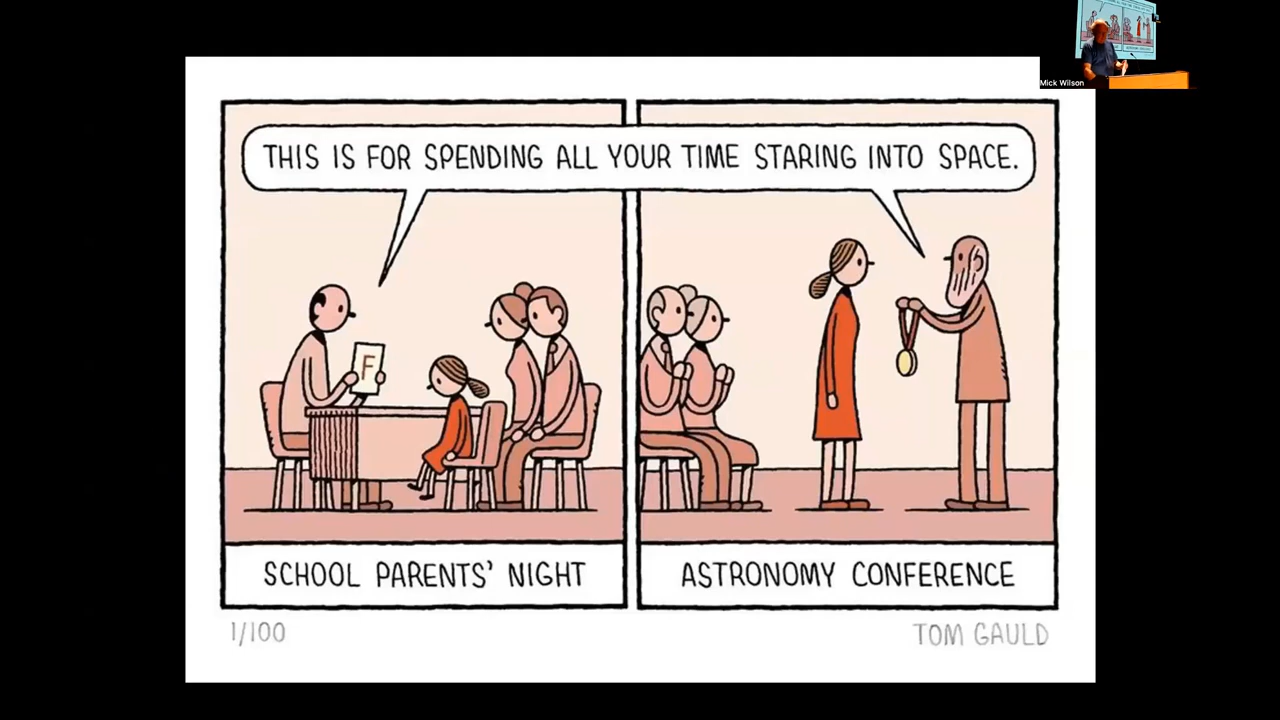 Mick Wilson
THIS IS FOR SPENDING ALL YOUR TIME STARING INTO SPACE.
F
SCHOOL PARENTS' NIGHT
ASTRONOMY CONFERENCE
1/100
TOM GAULD